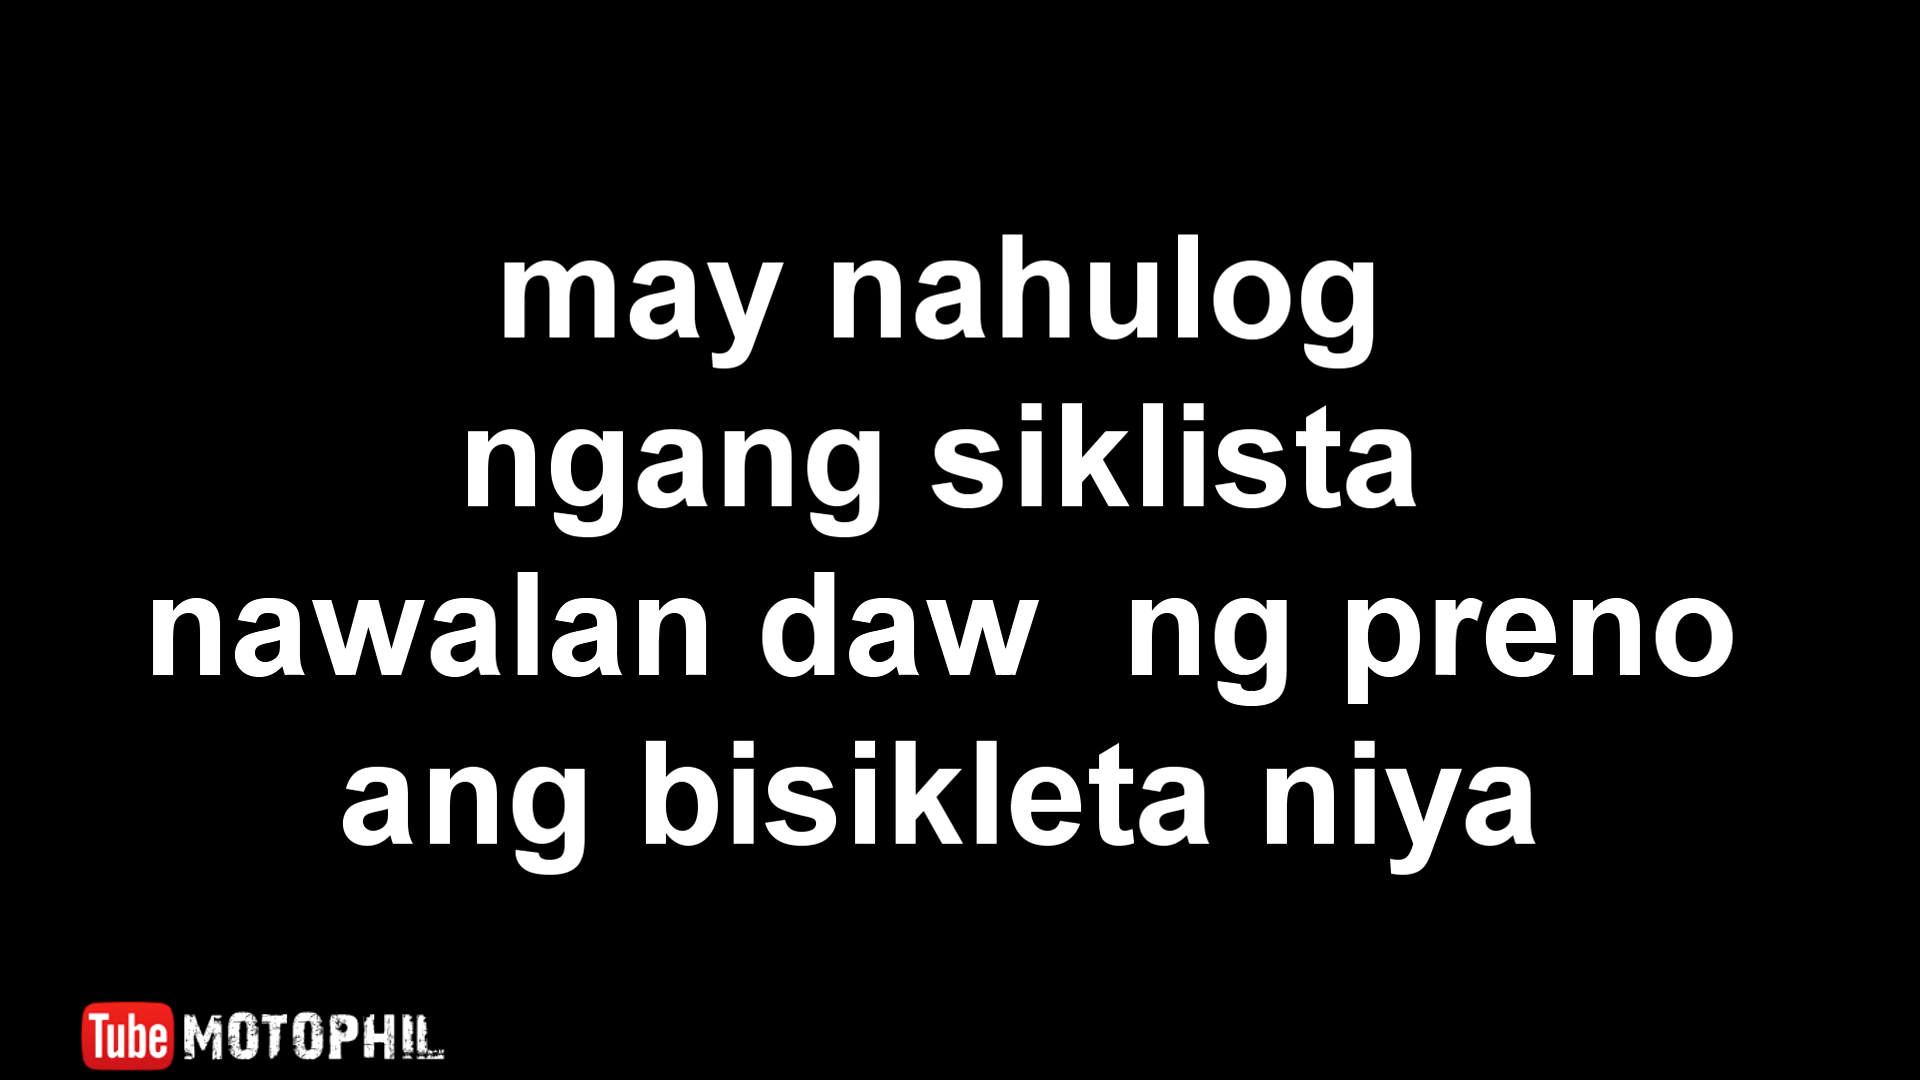 may nahulog
ngang siklista
nawalan daw  ng preno
ang bisikleta niya
Tube MOTOPHIL